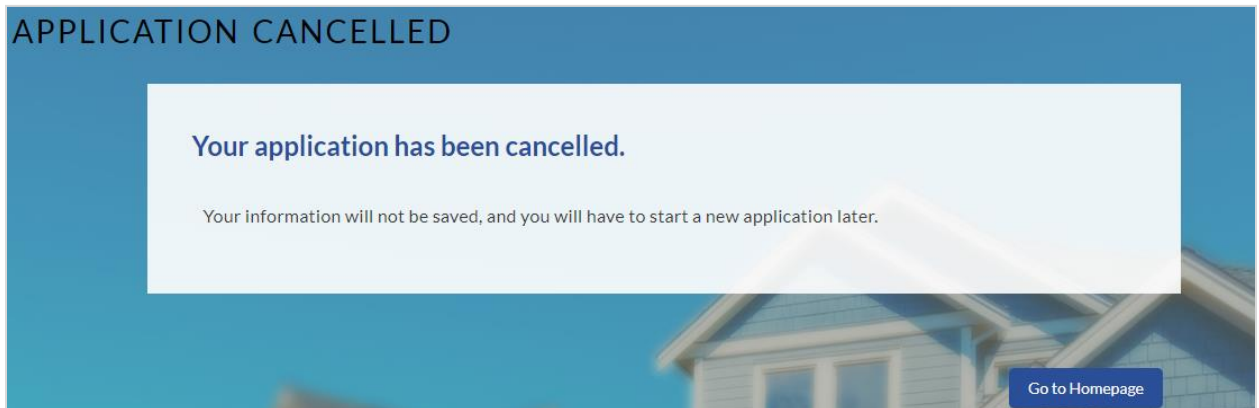 APPLICATION CANCELLED
Your application has been cancelled.
Your information will not be saved, and you will have to start a new application later.
Go to Homepage